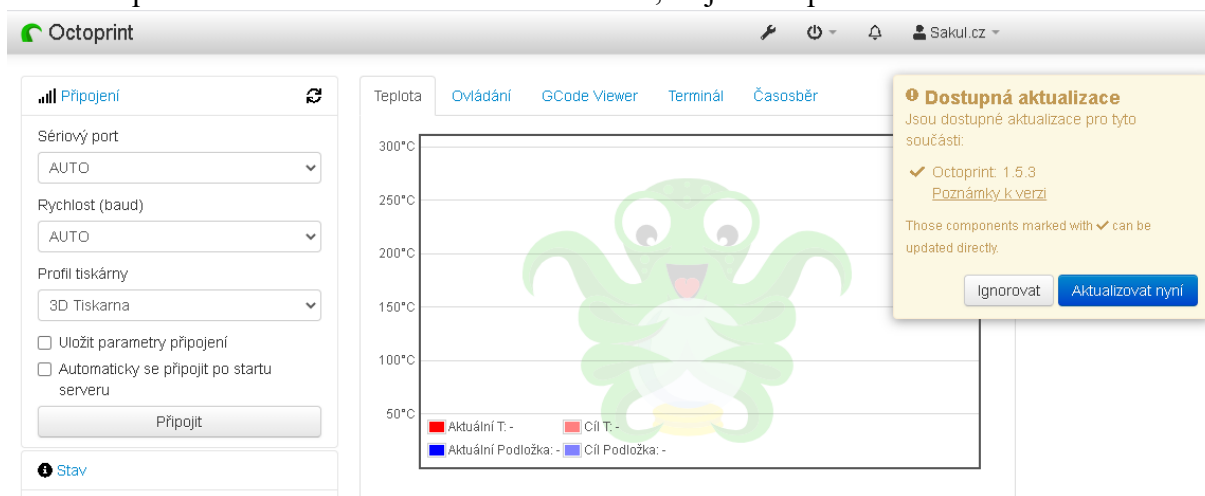 Octoprint
Sakul.cz
Připojení
Sériový port
AUTO
Rychlost (baud)
AUTO
Profil tiskárny
3D Tiskarna
Uložit parametry připojení
Automaticky se připojit po startu
serveru
Připojit
Stav
Teplota Ovládání GCode Viewer Terminál Časosběr
300°C
250°C
200°C
150°C
100°C
50°C
Aktuální T: - Cíl T: -
Aktuální Podložka: - Cíl Podložka: -
Dostupná aktualizace
Jsou dostupné aktualizace pro tyto
součásti:
Octoprint: 1.5.3
Poznámky k verzi
Those components marked with ✔ can be
updated directly.
Ignorovat Aktualizovat nyní